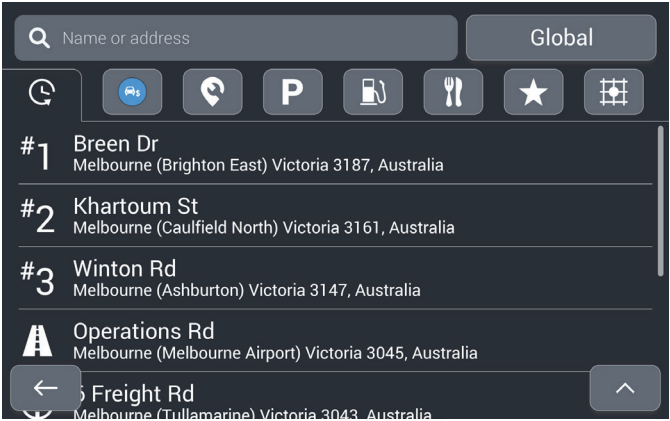 Name or address
Global
P
#1
Breen Dr
Melbourne (Brighton East) Victoria 3187, Australia
#2
Khartoum St
Melbourne (Caulfield North) Victoria 3161, Australia
#3
Winton Rd
Melbourne (Ashburton) Victoria 3147, Australia
Operations Rd
Melbourne (Melbourne Airport) Victoria 3045, Australia
Freight Rd
Melbourne (Tullamarine) Victoria 3043, Australia